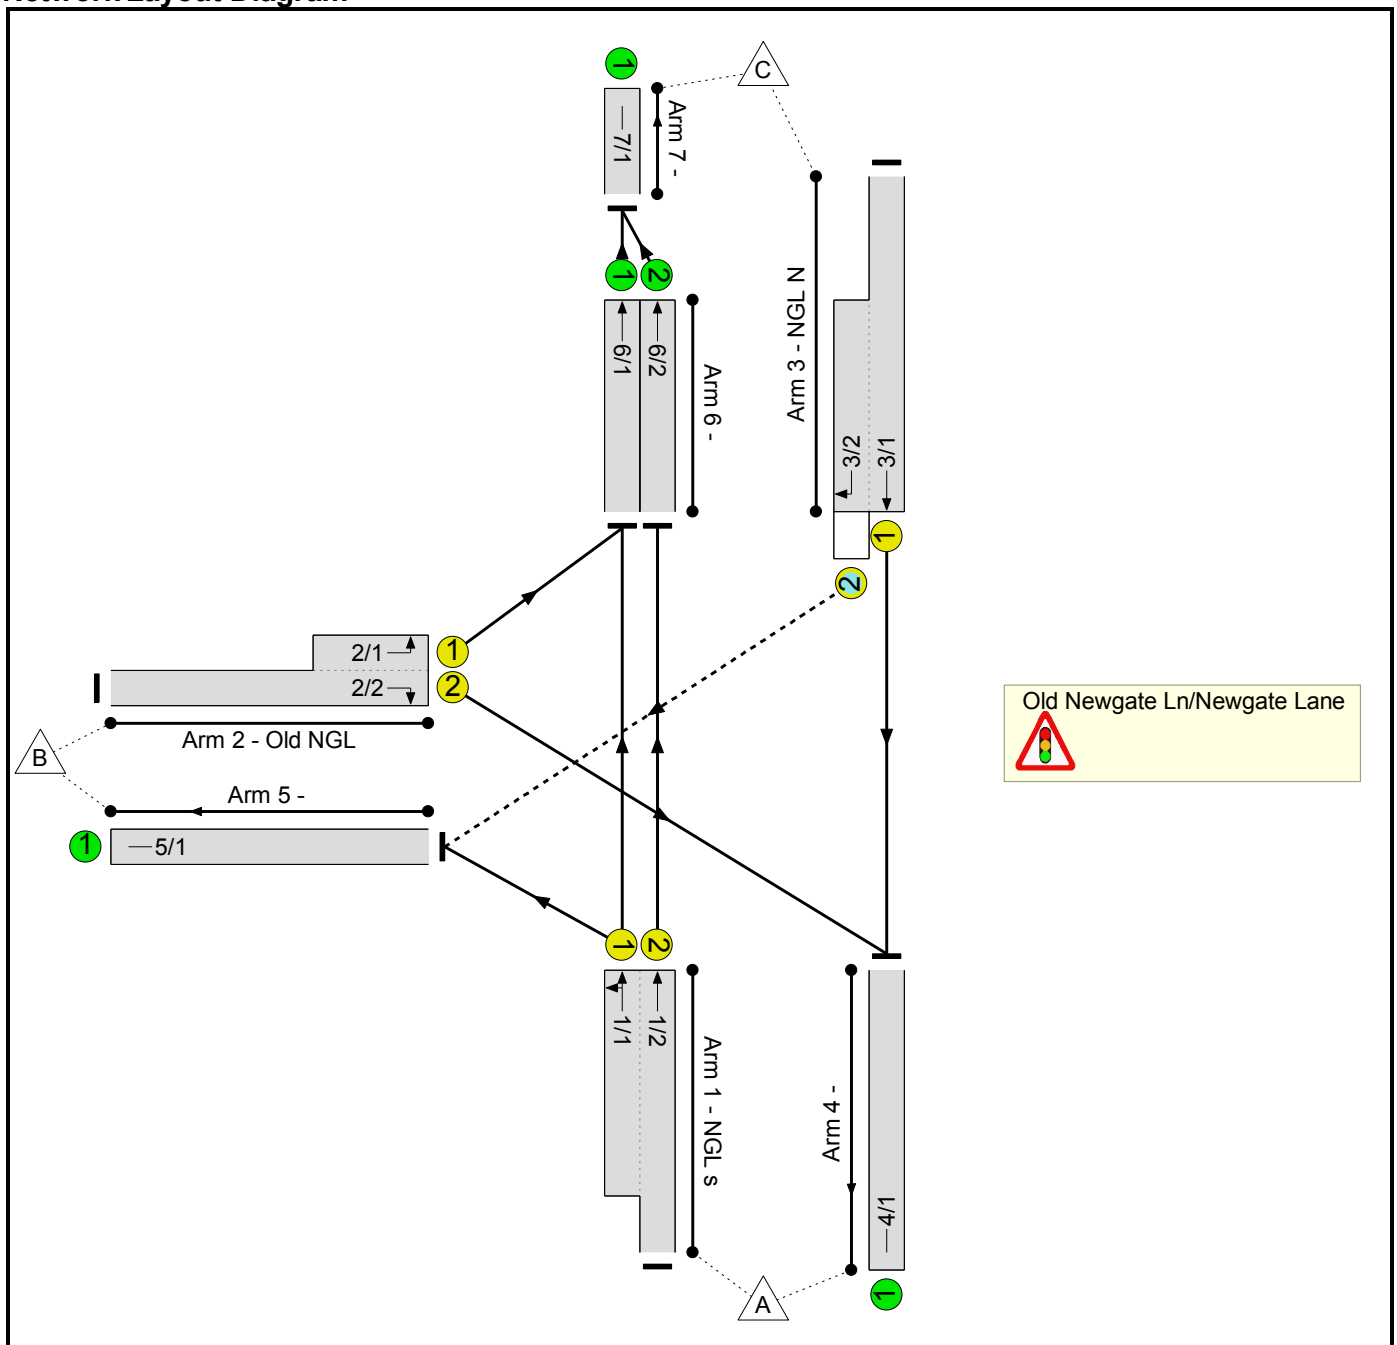 Network Layout Diagram
1
C
7/1
Arm 7 -
1
2
6/1
6/2
Arm 6 -
Arm 3 - NGL N
3/2
3/1
1
2
2/1
1
2/2
2
Arm 2 - Old NGL
B
Arm 5 -
1
5/1
Old Newgate Ln/Newgate Lane
1
2
1/1
1/2
Arm 1 - NGL s
Arm 4 -
4/1
A
1